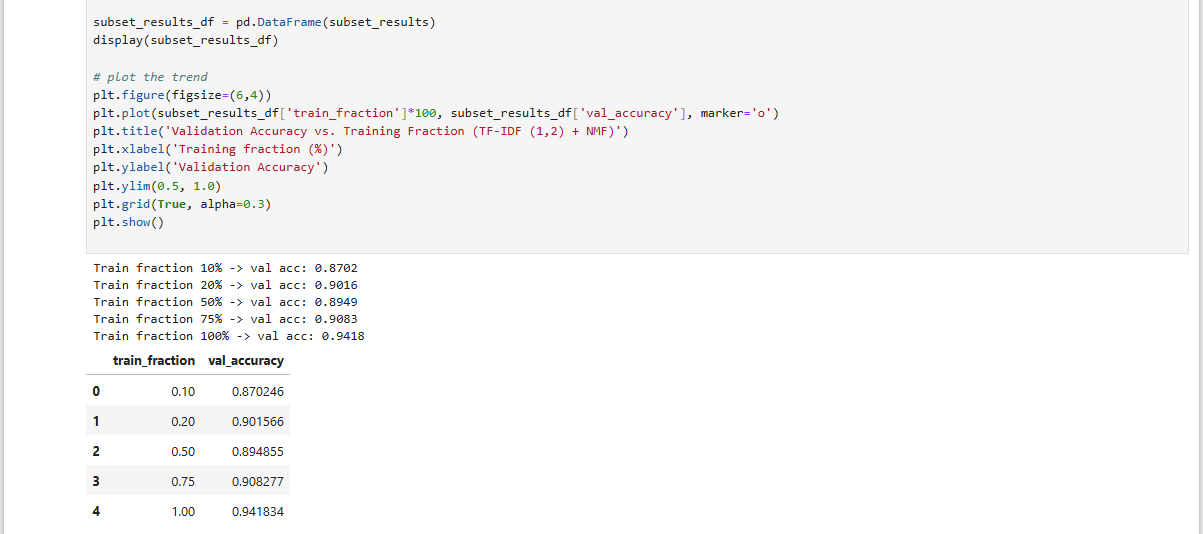 subset_results_df = pd.DataFrame(subset_results)
display(subset_results_df)
# plot the trend
plt.figure(figsize=(6,4))
plt.plot(subset_results_df['train_fraction']*100, subset_results_df['val_accuracy'], marker='o')
plt.title('Validation Accuracy vs. Training Fraction (TF-IDF (1,2) + NMF)')
plt.xlabel('Training fraction (%)')
plt.ylabel('Validation Accuracy')
plt.ylim(0.5, 1.0)
plt.grid(True, alpha=0.3)
plt.show()
Train fraction 10% -> val acc: 0.8702
Train fraction 20% -> val acc: 0.9016
Train fraction 50% -> val acc: 0.8949
Train fraction 75% -> val acc: 0.9083
Train fraction 100% -> val acc: 0.9418
train_fraction val_accuracy
0 0.10 0.870246
1 0.20 0.901566
2 0.50 0.894855
3 0.75 0.908277
4 1.00 0.941834